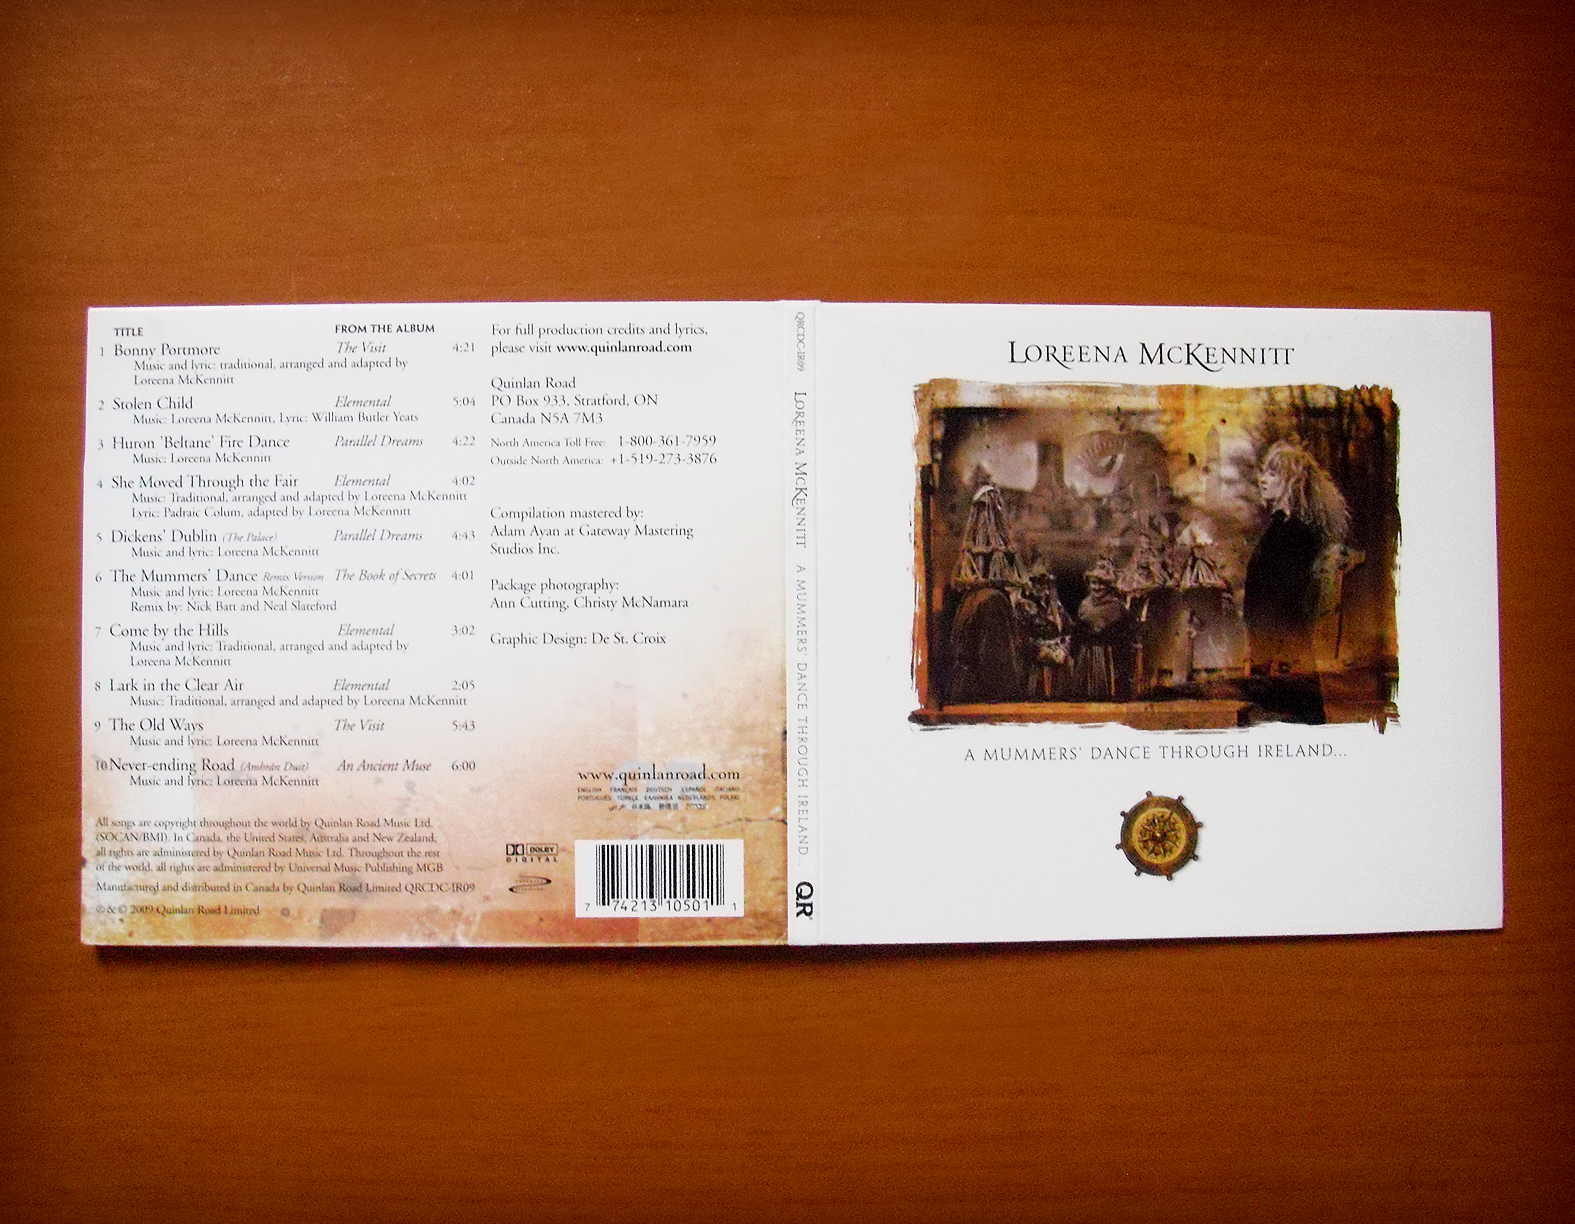 TITLE FROM THE ALBUM
1 Bonny Portmore The Visit 4:21
Music and lyric: traditional, arranged and adapted by
Loreena McKennitt
2 Stolen Child Elemental 5:04
Music: Loreena McKennitt, Lyric: William Butler Yeats
3 Huron 'Beltane' Fire Dance Parallel Dreams 4:22
Music: Loreena McKennitt
4 She Moved Through the Fair Elemental 4:02
Music: Traditional, arranged and adapted by Loreena McKennitt
Lyric: Padraic Colum, adapted by Loreena McKennitt
5 Dickens' Dublin (The Palace) Parallel Dreams 4:43
Music and lyric: Loreena McKennitt
6 The Mummers' Dance Remix Version The Book of Secrets 4:01
Music and lyric: Loreena McKennitt
Remix by: Nick Batt and Neal Slateford
7 Come by the Hills Elemental 3:02
Music and lyric: Traditional, arranged and adapted by
Loreena McKennitt
8 Lark in the Clear Air Elemental 2:05
Music: Traditional, arranged and adapted by Loreena McKennitt
9 The Old Ways The Visit 5:43
Music and lyric: Loreena McKennitt
10 Never-ending Road (Amhrán Duit) An Ancient Muse 6:00
Music and lyric: Loreena McKennitt
All songs are copyright throughout the world by Quinlan Road Music Ltd.
(SOCAN/BMI). In Canada, the United States, Australia and New Zealand,
all rights are administered by Quinlan Road Music Ltd. Throughout the rest
of the world, all rights are administered by Universal Music Publishing MGB
Manufactured and distributed in Canada by Quinlan Road Limited QRCDC-IR09
℗ & © 2009 Quinlan Road Limited
For full production credits and lyrics,
please visit www.quinlanroad.com
Quinlan Road
PO Box 933, Stratford, ON
Canada N5A 7M3
North America Toll Free: 1-800-361-7959
Outside North America: +1-519-273-3876
Compilation mastered by:
Adam Ayan at Gateway Mastering
Studios Inc.
Package photography:
Ann Cutting, Christy McNamara
Graphic Design: De St. Croix
www.quinlanroad.com
ENGLISH FRANÇAIS DEUTSCH ESPAÑOL ITALIANO
PORTUGUÊS TÜRKÇE ΕΛΛΗΝΙΚΑ NEDERLANDS POLSKI
DOLBY
DIGITAL
7 74213 10501 1
QRCDC-IR09 LOREENA MCKENNITT A MUMMERS' DANCE THROUGH IRELAND... QR
LOREENA MCKENNITT
A MUMMERS' DANCE THROUGH IRELAND...